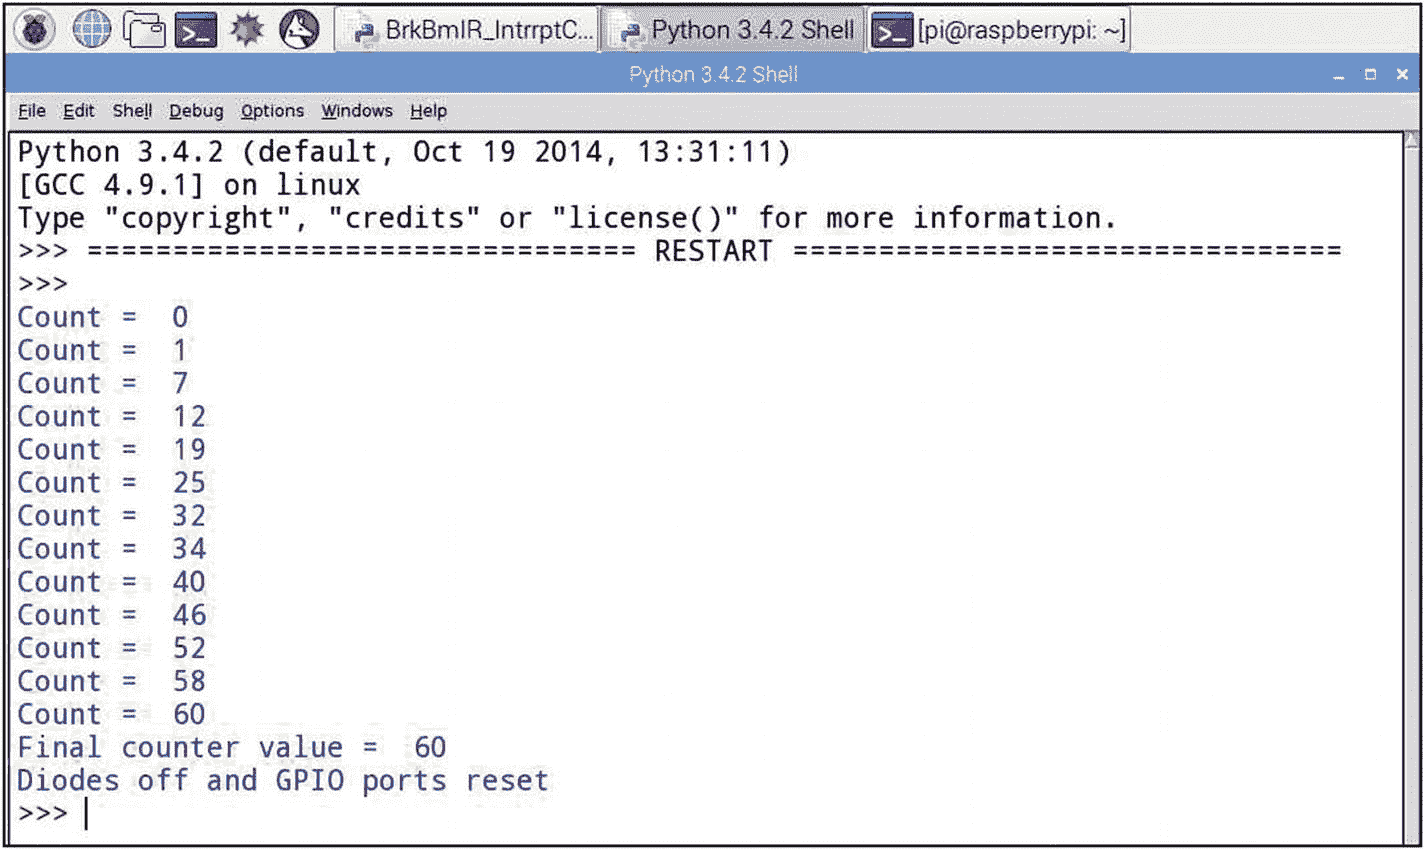 BrkBmIR_IntrrptC... Python 3.4.2 Shell [pi@raspberrypi: ~]
Python 3.4.2 Shell
File Edit Shell Debug Options Windows Help
Python 3.4.2 (default, Oct 19 2014, 13:31:11)
[GCC 4.9.1] on linux
Type "copyright", "credits" or "license()" for more information.
>>> ================================ RESTART ================================
>>>
Count =  0
Count =  1
Count =  7
Count =  12
Count =  19
Count =  25
Count =  32
Count =  34
Count =  40
Count =  46
Count =  52
Count =  58
Count =  60
Final counter value =  60
Diodes off and GPIO ports reset
>>>